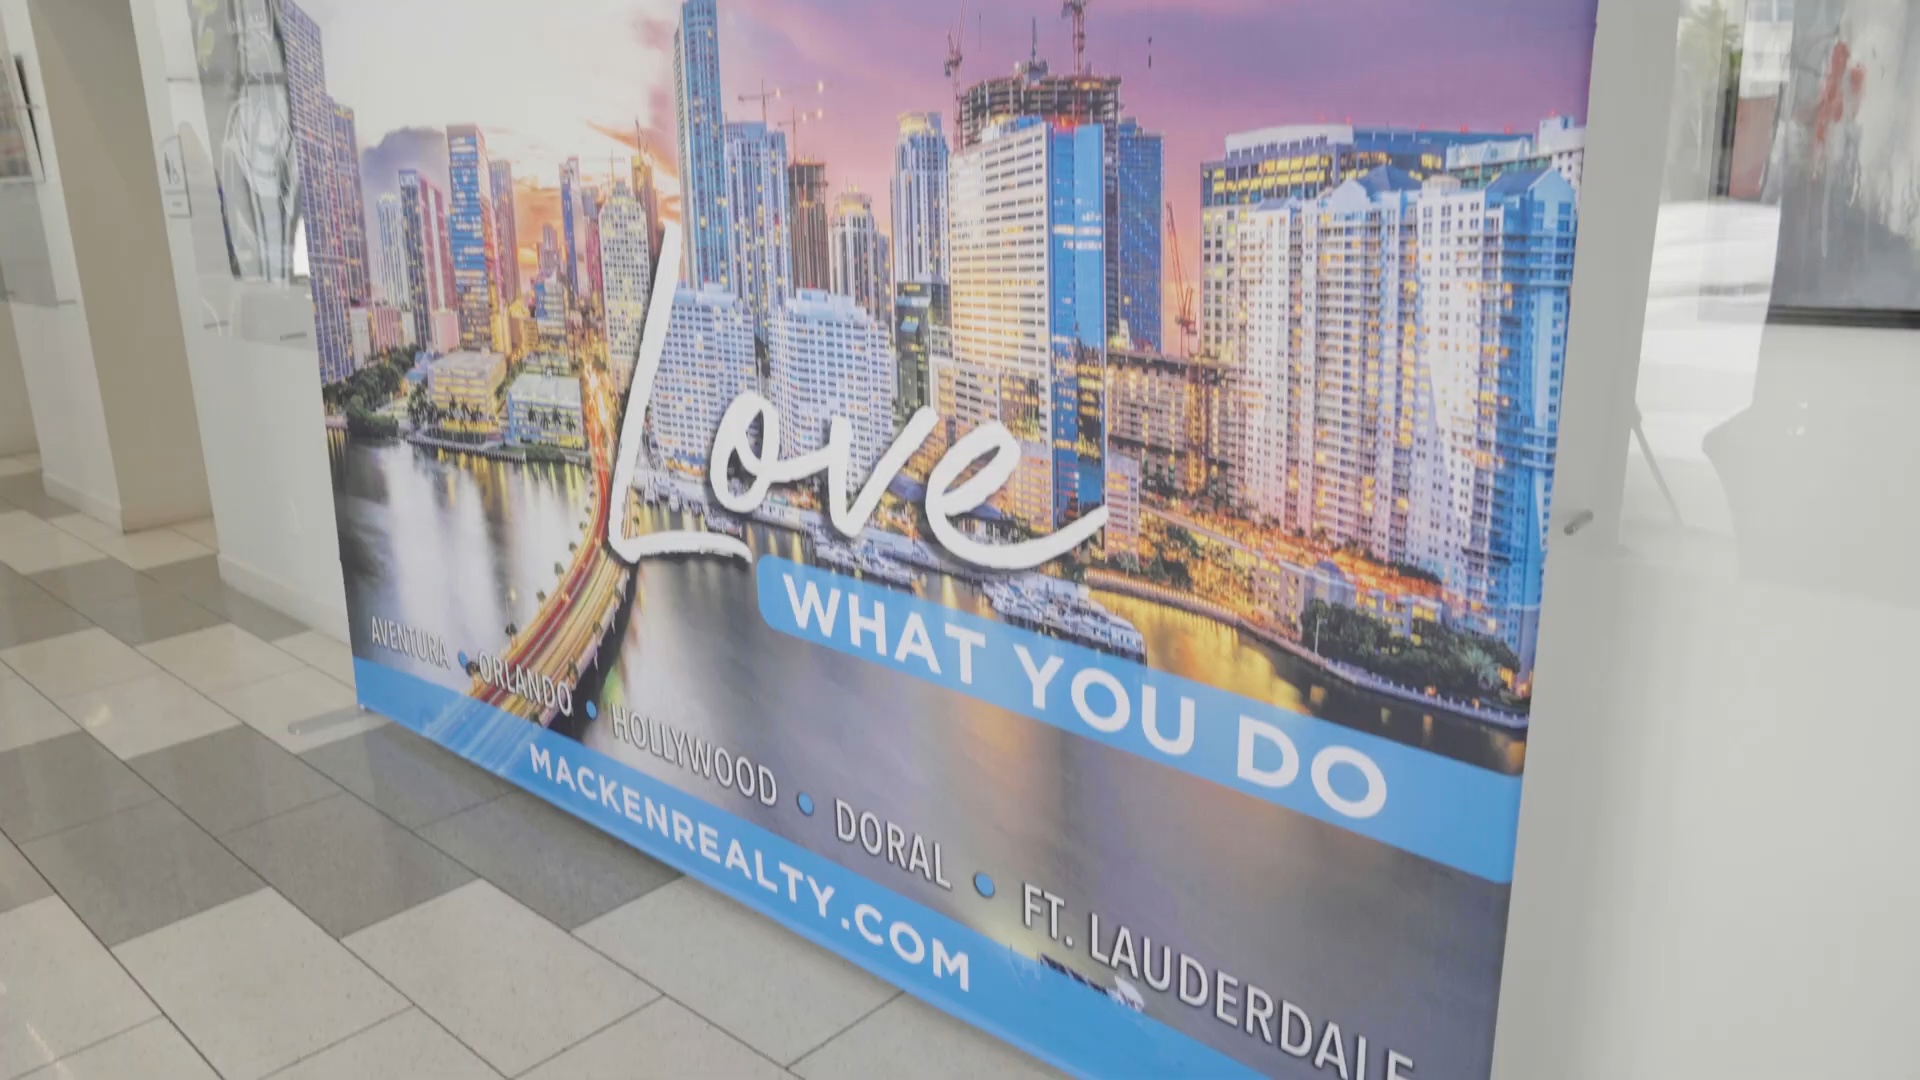 Love
WHAT YOU DO
AVENTURA • ORLANDO • HOLLYWOOD • DORAL • FT. LAUDERDALE
MACKENREALTY.COM